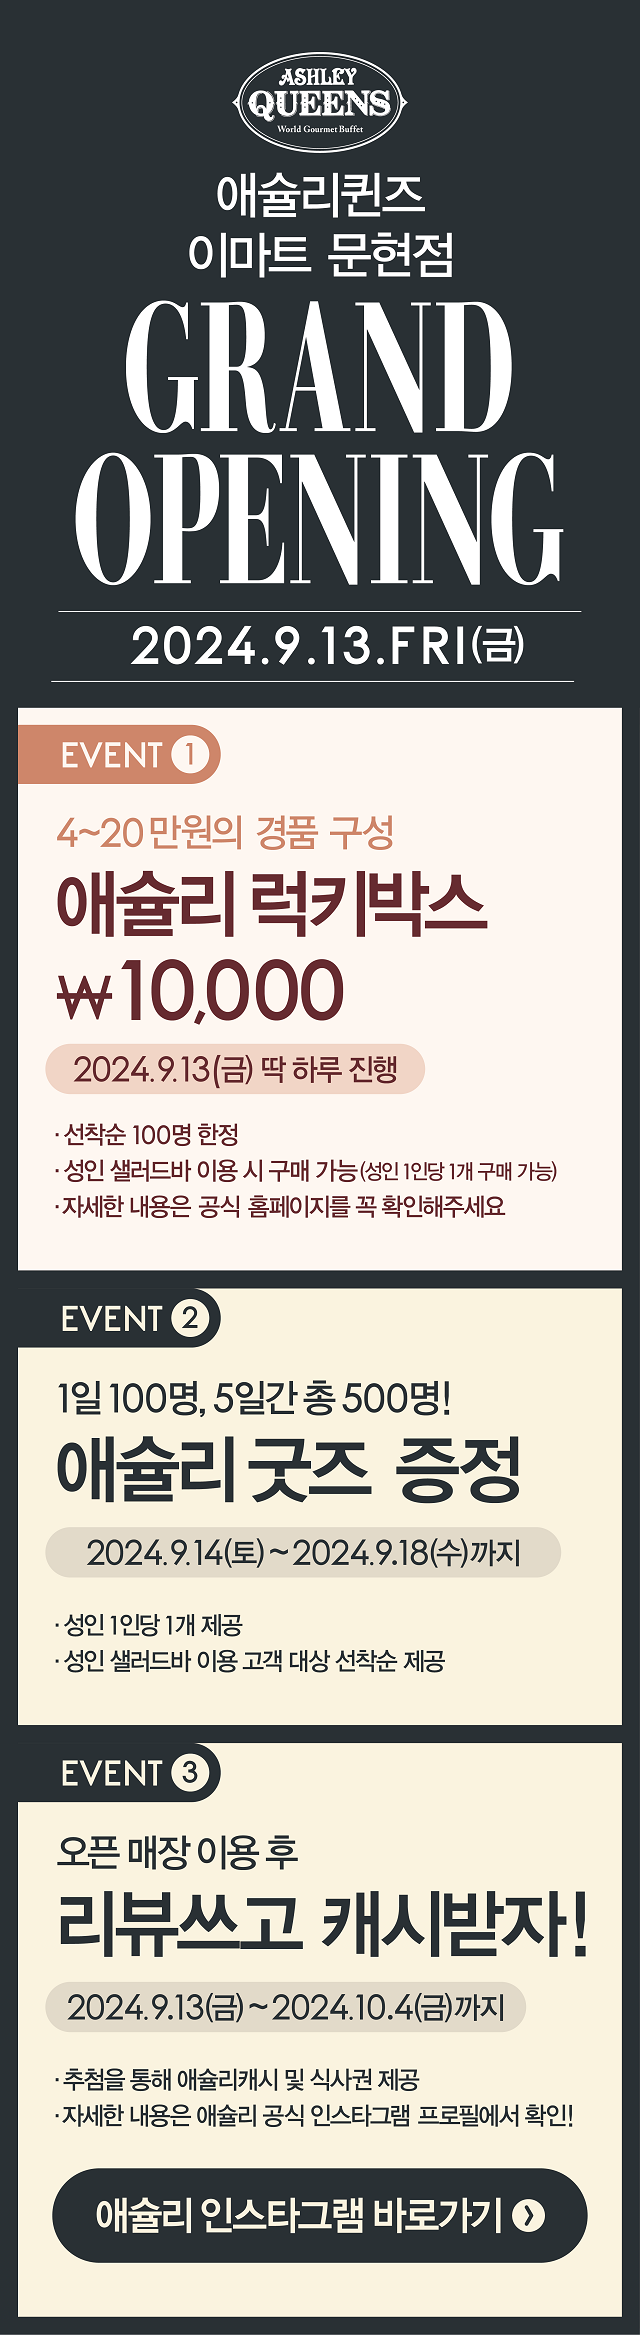 ASHLEY
QUEENS
World Gourmet Buffet
애슐리퀸즈
이마트 문현점
GRAND
OPENING
2024.9.13.FRI(금)
EVENT 1
4~20만원의 경품 구성
애슐리 럭키박스
₩10,000
2024.9.13(금) 딱 하루 진행
·선착순 100명 한정
·성인 샐러드바 이용 시 구매 가능(성인 1인당 1개 구매 가능)
·자세한 내용은 공식 홈페이지를 꼭 확인해주세요
EVENT 2
1일 100명, 5일간 총 500명!
애슐리 굿즈 증정
2024.9.14(토)~2024.9.18(수)까지
·성인 1인당 1개 제공
·성인 샐러드바 이용 고객 대상 선착순 제공
EVENT 3
오픈 매장 이용 후
리뷰쓰고 캐시받자!
2024.9.13(금)~2024.10.4(금)까지
·추첨을 통해 애슐리캐시 및 식사권 제공
·자세한 내용은 애슐리 공식 인스타그램 프로필에서 확인!
애슐리 인스타그램 바로가기